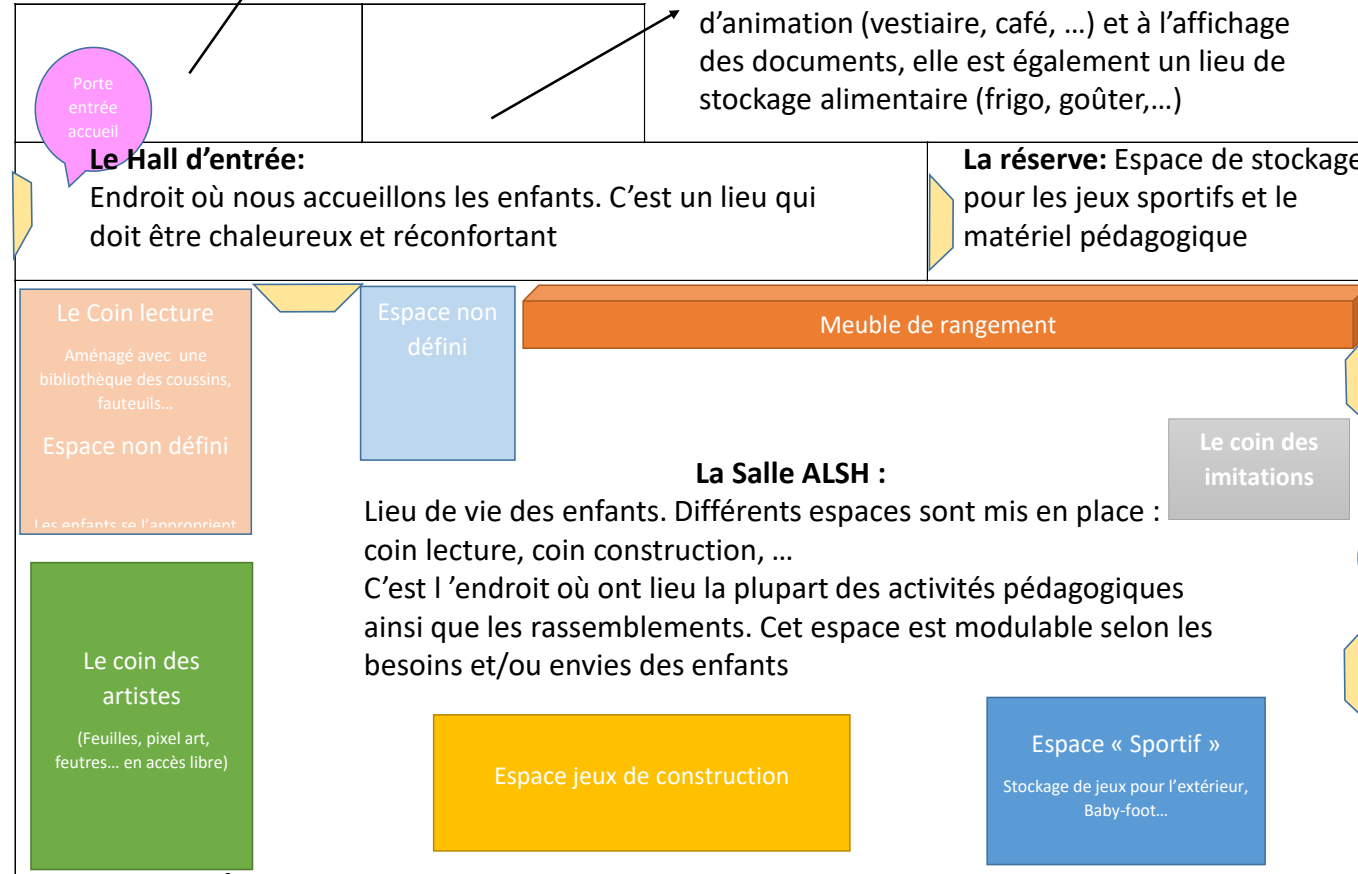 d’animation (vestiaire, café, …) et à l’affichage
des documents, elle est également un lieu de
stockage alimentaire (frigo, goûter,…)
Porte
entrée
accueil
Le Hall d’entrée:
Endroit où nous accueillons les enfants. C’est un lieu qui
doit être chaleureux et réconfortant
La réserve: Espace de stockage
pour les jeux sportifs et le
matériel pédagogique
Le Coin lecture
Aménagé avec une
bibliothèque des coussins,
fauteuils…
Espace non défini
Les enfants se l’approprient
Espace non
défini
Meuble de rangement
Le coin des
imitations
La Salle ALSH :
Lieu de vie des enfants. Différents espaces sont mis en place :
coin lecture, coin construction, …
C’est l ’endroit où ont lieu la plupart des activités pédagogiques
ainsi que les rassemblements. Cet espace est modulable selon les
besoins et/ou envies des enfants
Le coin des
artistes
(Feuilles, pixel art,
feutres… en accès libre)
Espace jeux de construction
Espace « Sportif »
Stockage de jeux pour l’extérieur,
Baby-foot…